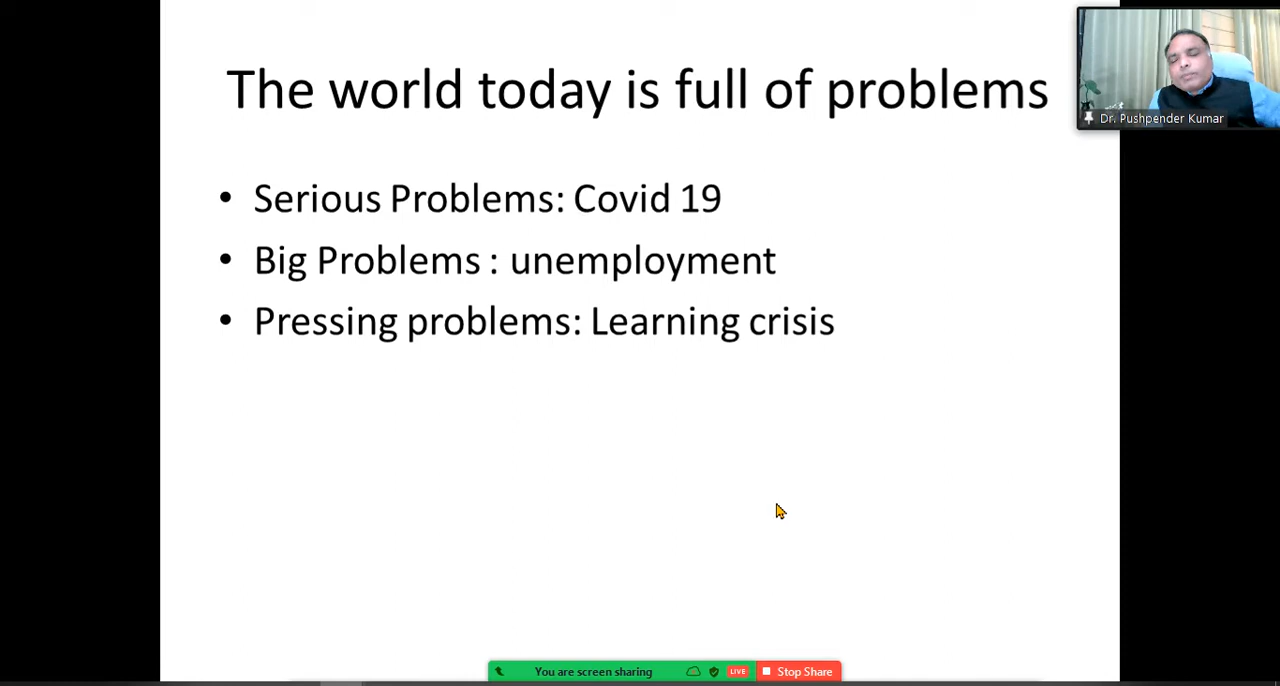 The world today is full of problems
Dr. Pushpender Kumar
• Serious Problems: Covid 19
• Big Problems : unemployment
• Pressing problems: Learning crisis
You are screen sharing
LIVE
Stop Share